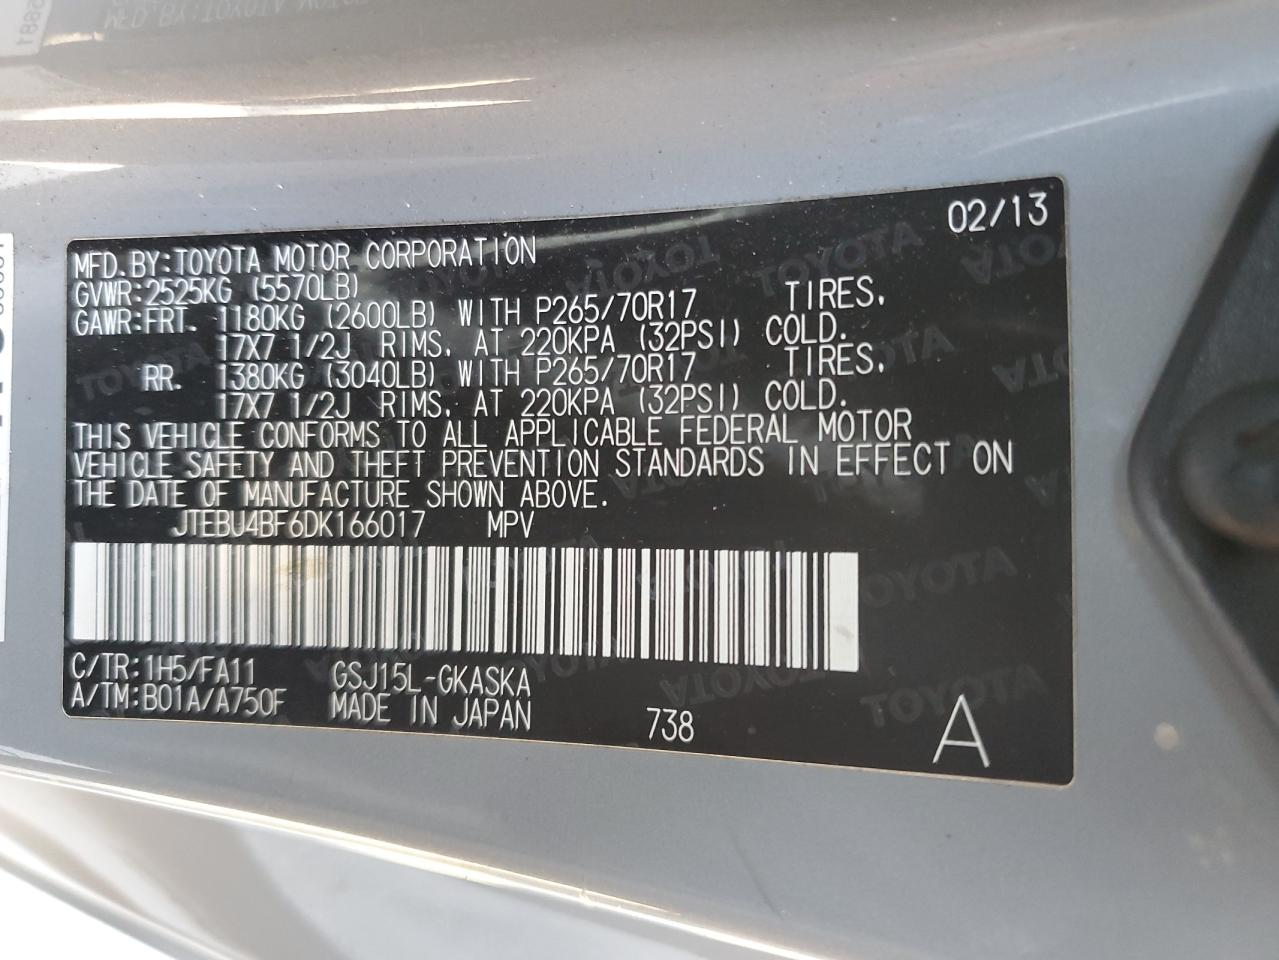 02/13
MFD.BY:TOYOTA MOTOR CORPORATION
GVWR:2525KG (5570LB)
GAWR:FRT. 1180KG (2600LB) WITH P265/70R17 TIRES,
17X7 1/2J RIMS, AT 220KPA (32PSI) COLD.
RR. 1380KG (3040LB) WITH P265/70R17 TIRES,
17X7 1/2J RIMS, AT 220KPA (32PSI) COLD.
THIS VEHICLE CONFORMS TO ALL APPLICABLE FEDERAL MOTOR
VEHICLE SAFETY AND THEFT PREVENTION STANDARDS IN EFFECT ON
THE DATE OF MANUFACTURE SHOWN ABOVE.
JTEBU4BF6DK166017 MPV
C/TR:1H5/FA11 GSJ15L-GKASKA
A/TM:B01A/A750F MADE IN JAPAN 738 A